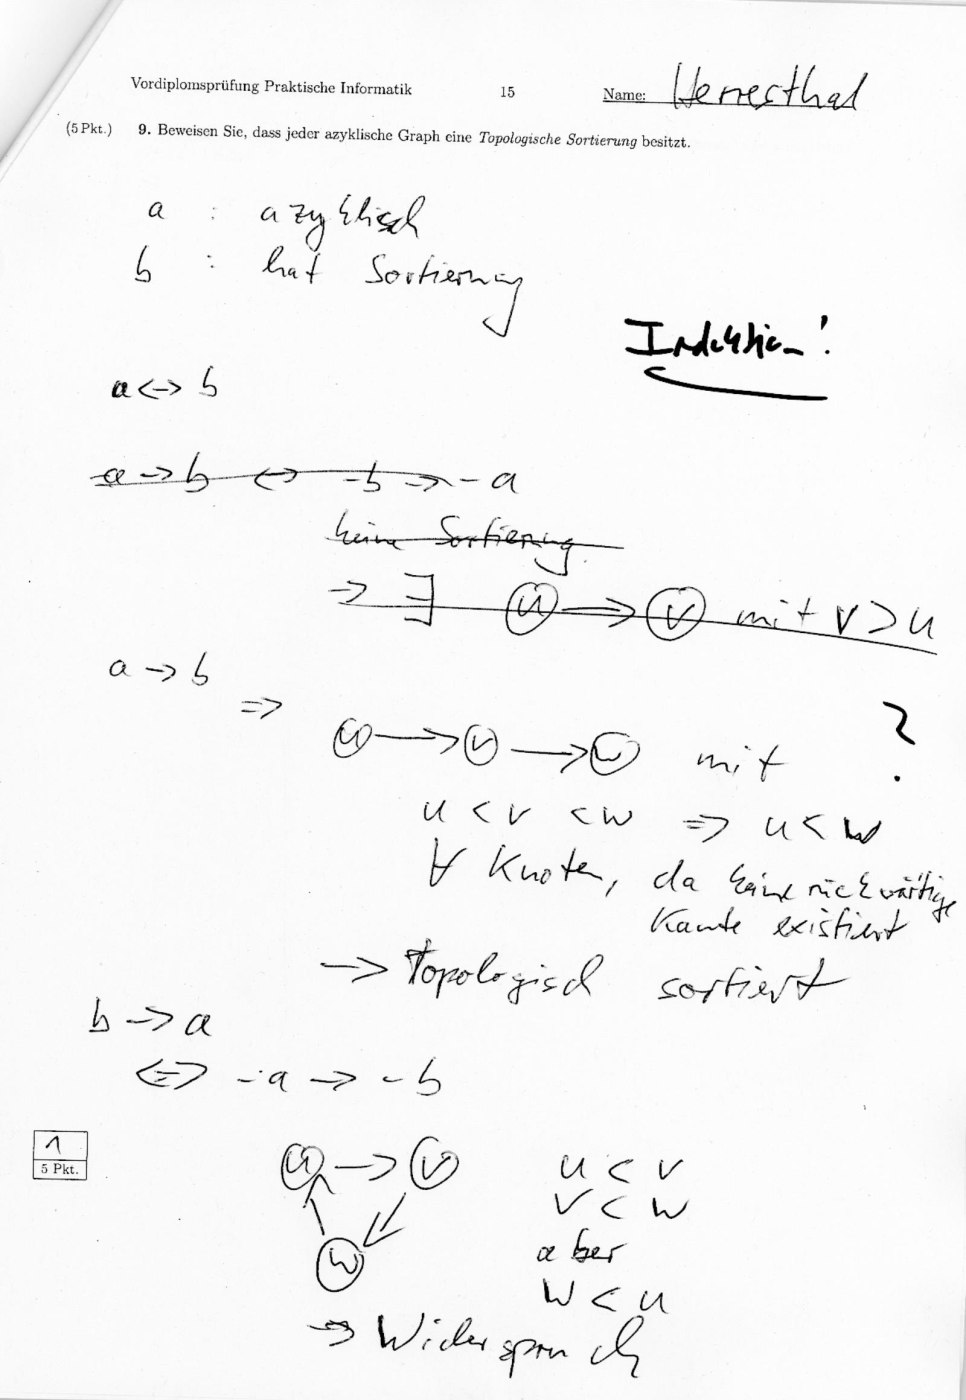 Vordiplomsprüfung Praktische Informatik 15 Name: Herresthal
(5 Pkt.) 9. Beweisen Sie, dass jeder azyklische Graph eine Topologische Sortierung besitzt.
a : azyklisch
b : hat Sortierung
Induktion!
a <-> b
a -> b <-> -b -> -a
keine Sortierung
-> ∃ u -> v mit v > u
a -> b
=> u -> v -> w mit ?
u < v < w => u < w
∀ Knoten, da keine rückwärtige
Kante existiert
-> Topologisch sortiert
b -> a
<=> -a -> -b
1
5 Pkt.
u -> v u < v
v < w
w aber
w < u
-> Widerspruch